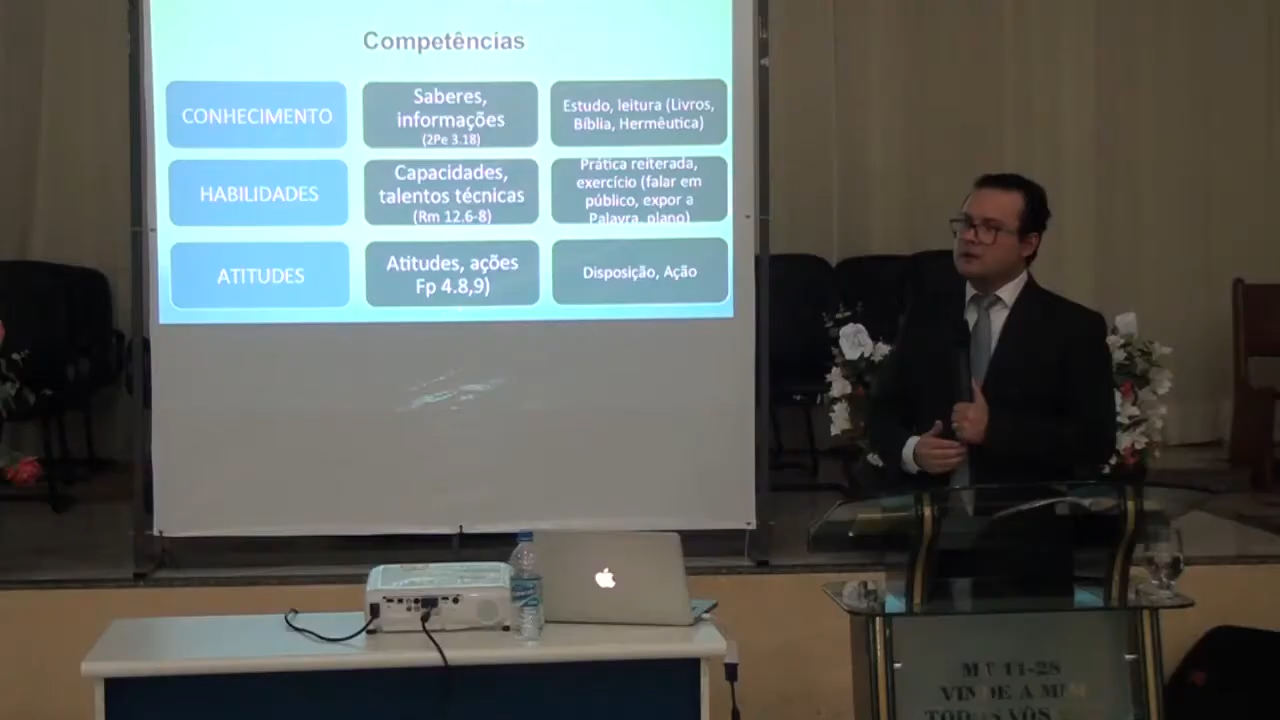 Competências
CONHECIMENTO
Saberes,
informações
(2Pe 3.18)
Estudo, leitura (Livros,
Bíblia, Hermêutica)
HABILIDADES
Capacidades,
talentos técnicas
(Rm 12.6-8)
Prática reiterada,
exercício (falar em
público, expor a
Palavra, plano)
ATITUDES
Atitudes, ações
Fp 4.8,9)
Disposição, Ação
MT 11-28
VINDE A MIM
TODOS VÓS